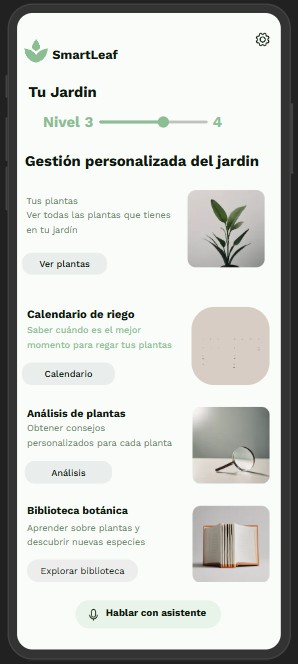 SmartLeaf
Tu Jardin
Nivel 3 4
Gestión personalizada del jardin
Tus plantas
Ver todas las plantas que tienes
en tu jardín
Ver plantas
Calendario de riego
Saber cuándo es el mejor
momento para regar tus plantas
Calendario
Análisis de plantas
Obtener consejos
personalizados para cada planta
Análisis
Biblioteca botánica
Aprender sobre plantas y
descubrir nuevas especies
Explorar biblioteca
Hablar con asistente